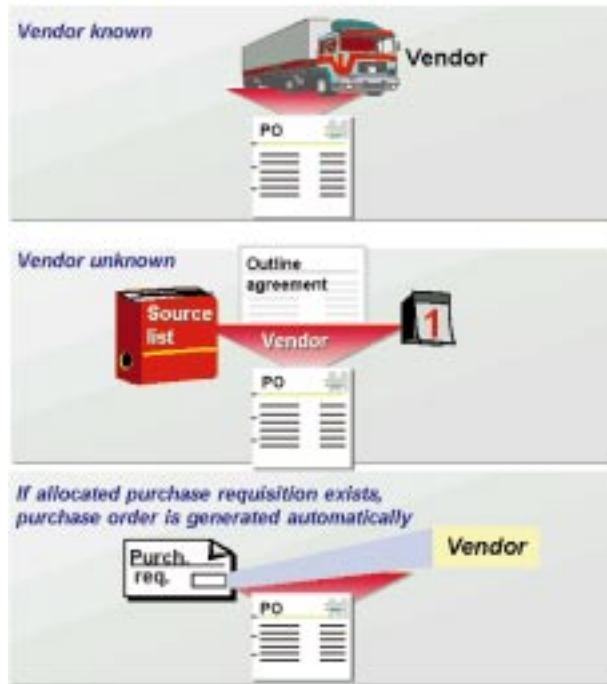 Vendor known
Vendor
PO
Vendor unknown
Outline
agreement
Source
list
Vendor
1
PO
If allocated purchase requisition exists,
purchase order is generated automatically
Purch.
req.
Vendor
PO